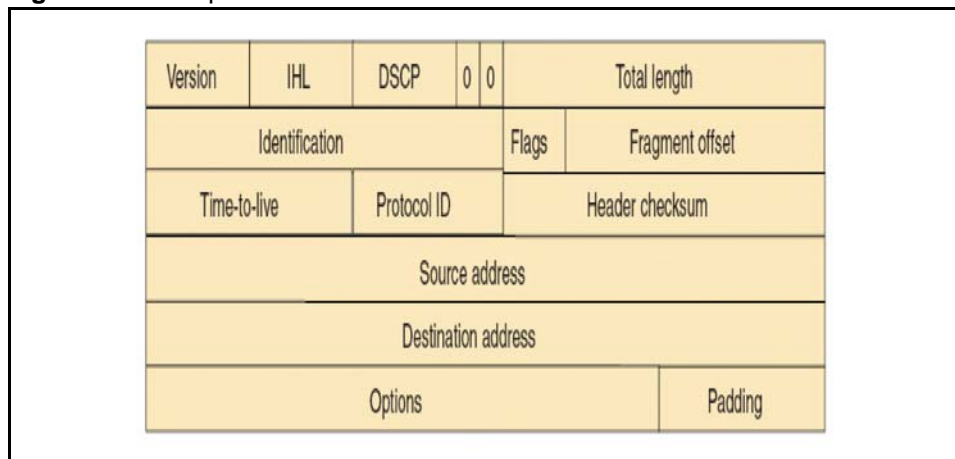 Version IHL DSCP 0 0 Total length
Identification Flags Fragment offset
Time-to-live Protocol ID Header checksum
Source address
Destination address
Options Padding